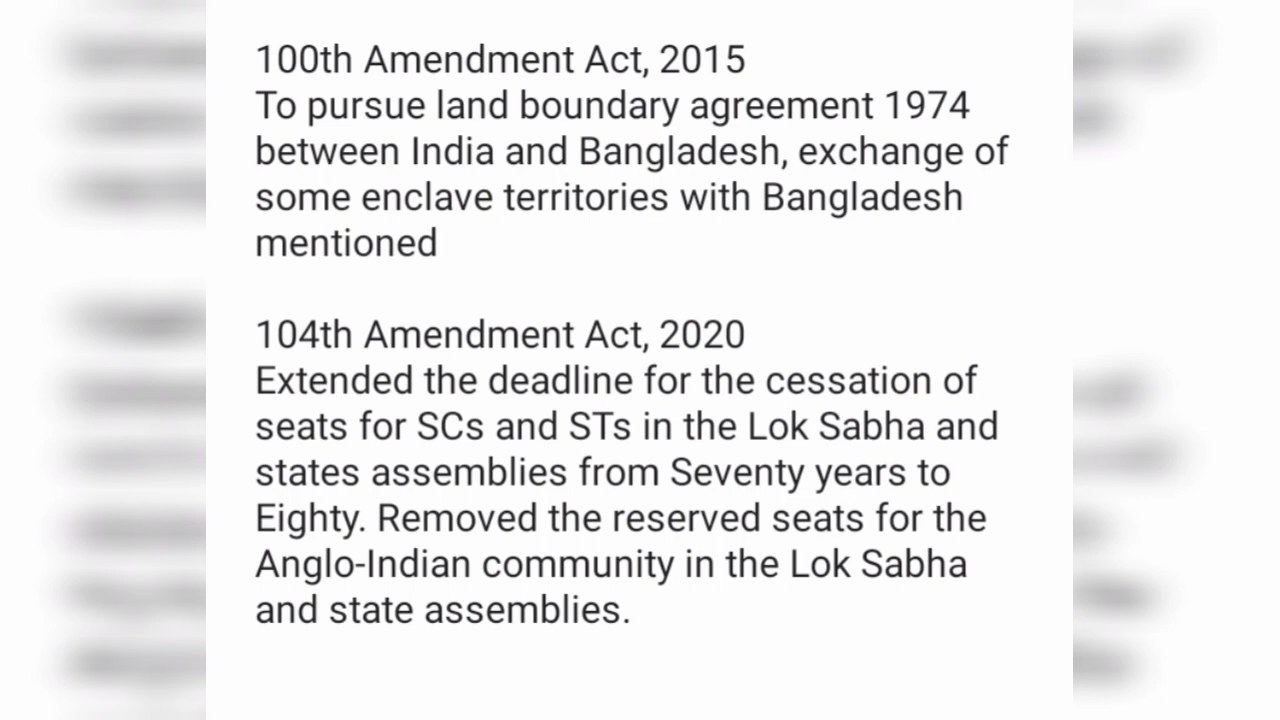 100th Amendment Act, 2015
To pursue land boundary agreement 1974
between India and Bangladesh, exchange of
some enclave territories with Bangladesh
mentioned
104th Amendment Act, 2020
Extended the deadline for the cessation of
seats for SCs and STs in the Lok Sabha and
states assemblies from Seventy years to
Eighty. Removed the reserved seats for the
Anglo-Indian community in the Lok Sabha
and state assemblies.